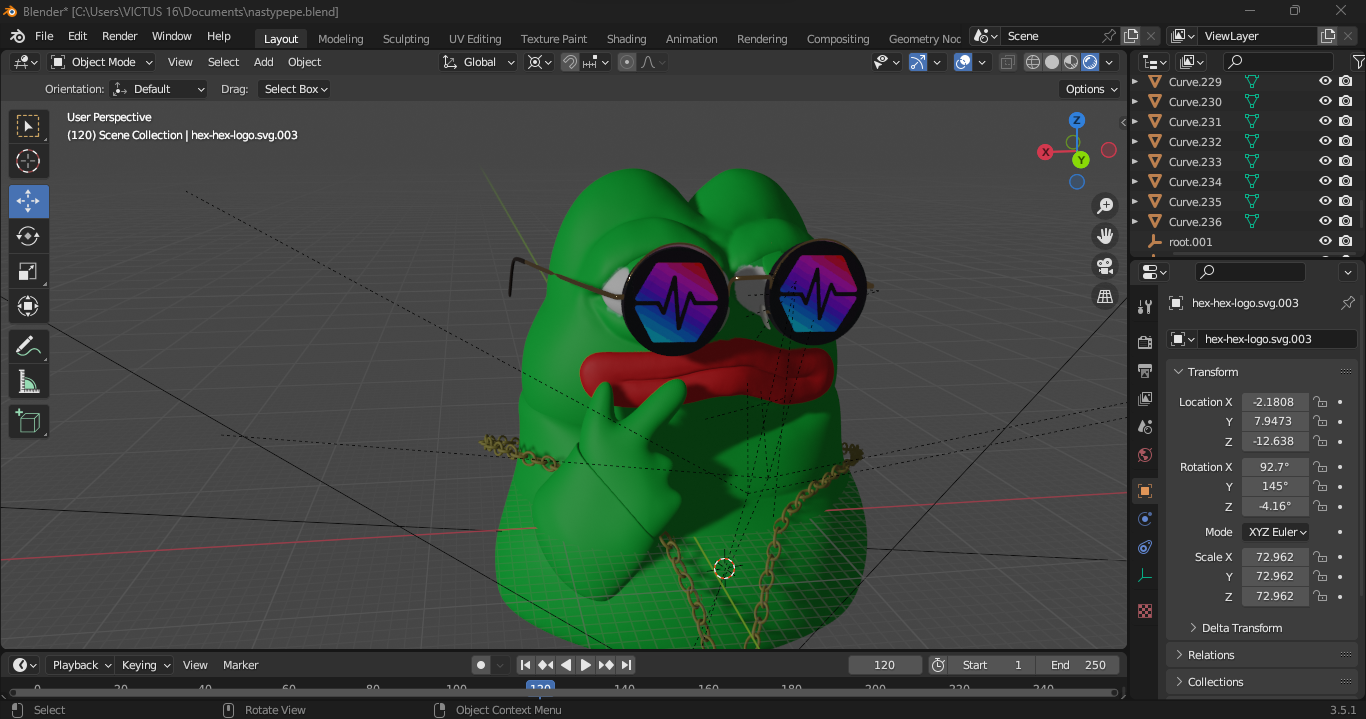 Blender* [C:\Users\VICTUS 16\Documents\nastypepe.blend]
File Edit Render Window Help Layout Modeling Sculpting UV Editing Texture Paint Shading Animation Rendering Compositing Geometry Noc Scene ViewLayer
Object Mode View Select Add Object Global
Orientation: Default Drag: Select Box Options
User Perspective
(120) Scene Collection | hex-hex-logo.svg.003
Z
X
Y
Curve.229
Curve.230
Curve.231
Curve.232
Curve.233
Curve.234
Curve.235
Curve.236
root.001
hex-hex-logo.svg.003
hex-hex-logo.svg.003
Transform
Location X -2.1808
Y 7.9473
Z -12.638
Rotation X 92.7°
Y 145°
Z -4.16°
Mode XYZ Euler
Scale X 72.962
Y 72.962
Z 72.962
Delta Transform
Relations
Collections
Playback Keying View Marker 120 Start 1 End 250
0 20 40 60 80 100 120 140 160 180 200 220 240
Select Rotate View Object Context Menu 3.5.1